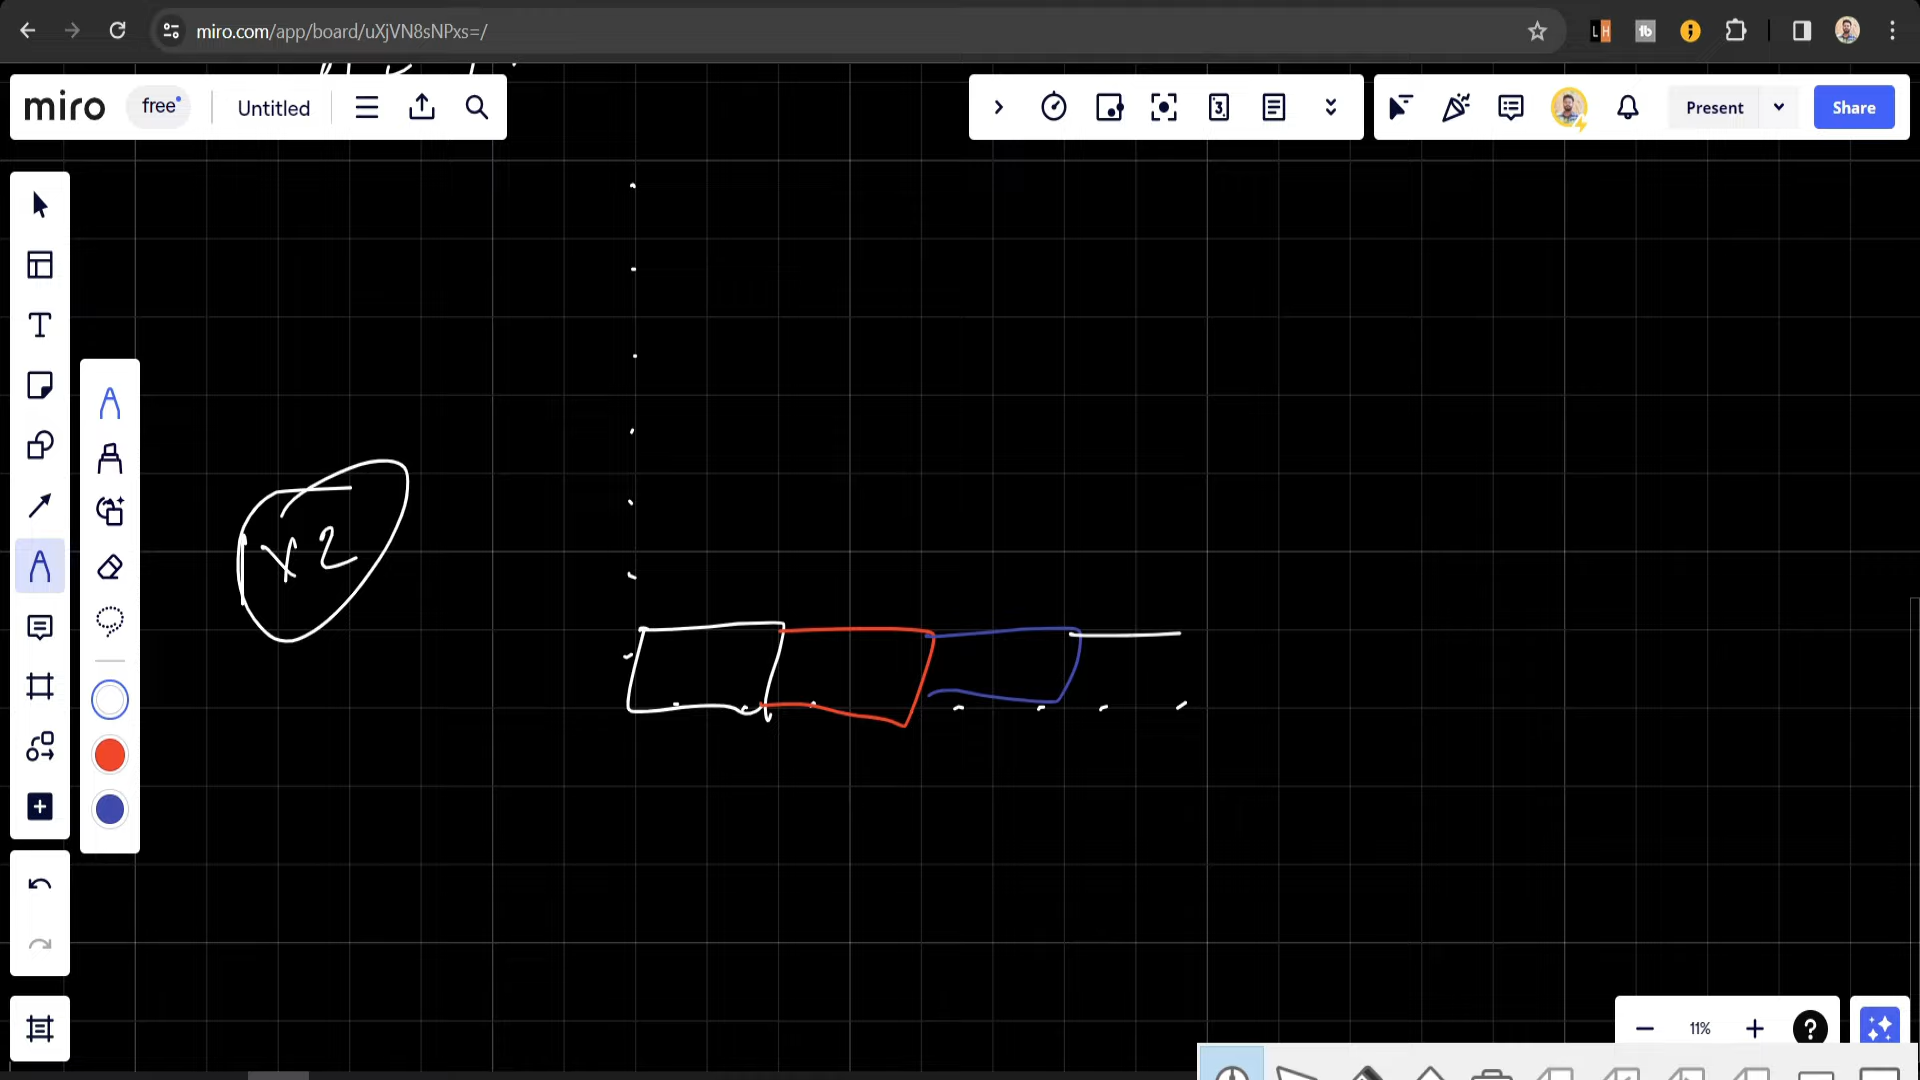 miro.com/app/board/uXjVN8sNPxs=/
miro
free
Untitled
Present
Share
x2
11%